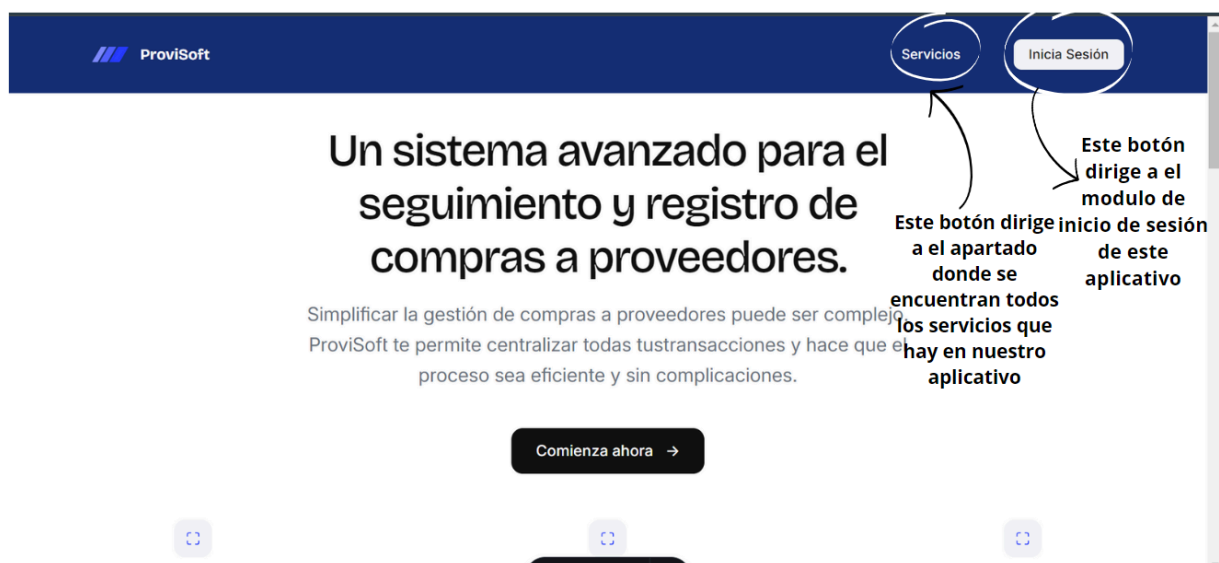 ProviSoft
Servicios
Inicia Sesión
Un sistema avanzado para el
seguimiento y registro de
compras a proveedores.
Simplificar la gestión de compras a proveedores puede ser complejo.
ProviSoft te permite centralizar todas tustransacciones y hace que el
proceso sea eficiente y sin complicaciones.
Comienza ahora →
Este botón dirige
a el apartado
donde se
encuentran todos
los servicios que
hay en nuestro
aplicativo
Este botón
dirige a el
modulo de
inicio de sesión
de este
aplicativo